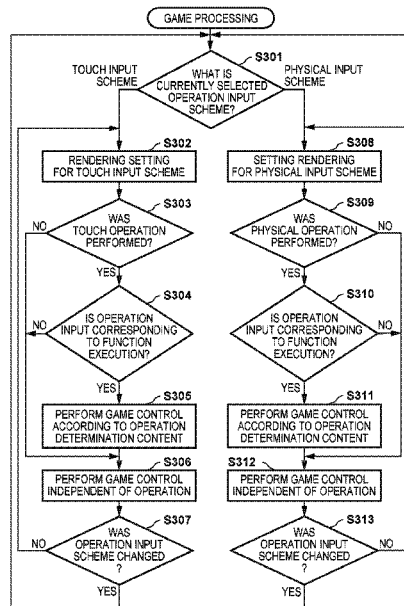 GAME PROCESSING
S301
TOUCH INPUT
SCHEME
WHAT IS
CURRENTLY SELECTED
OPERATION INPUT
SCHEME?
PHYSICAL INPUT
SCHEME
S302
RENDERING SETTING
FOR TOUCH INPUT SCHEME
S303
NO
WAS
TOUCH OPERATION
PERFORMED?
YES
S304
NO
IS OPERATION
INPUT CORRESPONDING
TO FUNCTION
EXECUTION?
YES
S305
PERFORM GAME CONTROL
ACCORDING TO OPERATION
DETERMINATION CONTENT
S306
PERFORM GAME CONTROL
INDEPENDENT OF OPERATION
S307
NO
WAS
OPERATION INPUT
SCHEME CHANGED
?
YES
S308
SETTING RENDERING
FOR PHYSICAL INPUT SCHEME
S309
WAS
PHYSICAL OPERATION
PERFORMED?
NO
YES
S310
IS OPERATION
INPUT CORRESPONDING
TO FUNCTION
EXECUTION?
NO
YES
S311
PERFORM GAME CONTROL
ACCORDING TO OPERATION
DETERMINATION CONTENT
S312
PERFORM GAME CONTROL
INDEPENDENT OF OPERATION
S313
WAS
OPERATION INPUT
SCHEME CHANGED
?
NO
YES